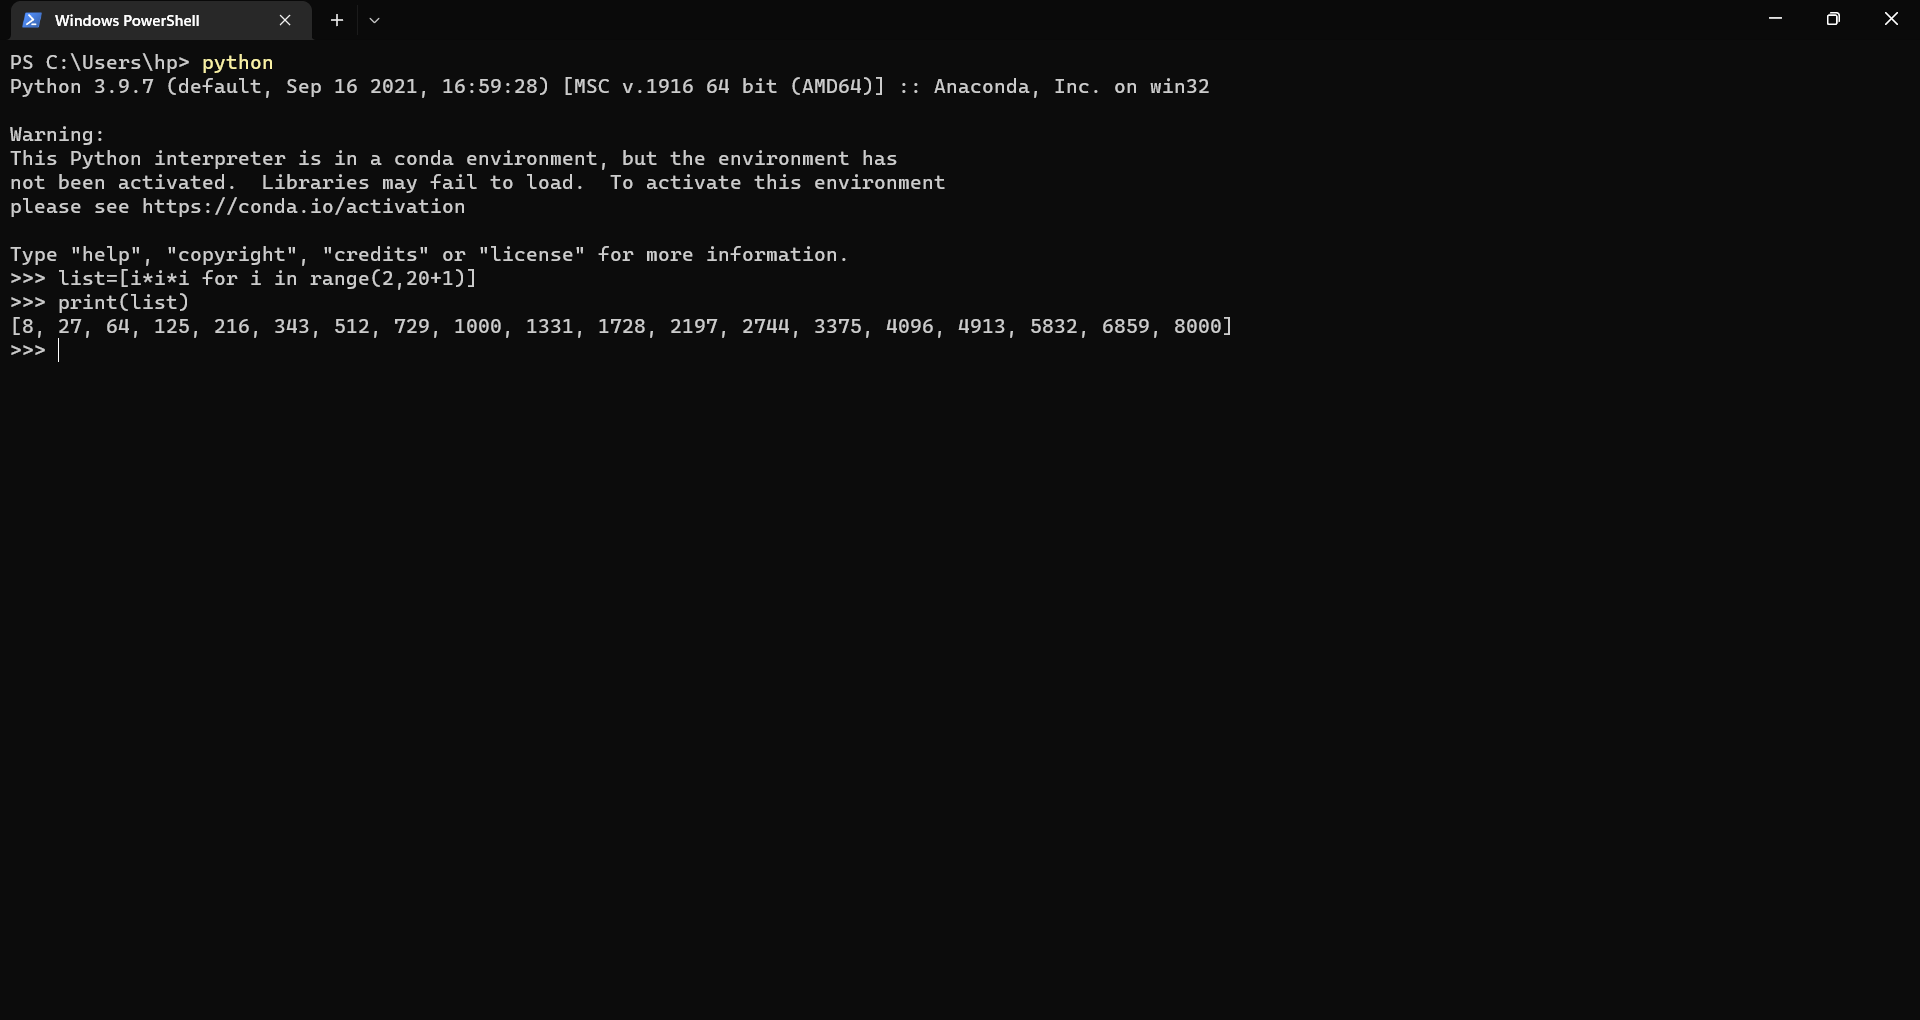 Windows PowerShell
PS C:\Users\hp> python
Python 3.9.7 (default, Sep 16 2021, 16:59:28) [MSC v.1916 64 bit (AMD64)] :: Anaconda, Inc. on win32
Warning:
This Python interpreter is in a conda environment, but the environment has
not been activated.  Libraries may fail to load.  To activate this environment
please see https://conda.io/activation
Type "help", "copyright", "credits" or "license" for more information.
>>> list=[i*i*i for i in range(2,20+1)]
>>> print(list)
[8, 27, 64, 125, 216, 343, 512, 729, 1000, 1331, 1728, 2197, 2744, 3375, 4096, 4913, 5832, 6859, 8000]
>>>